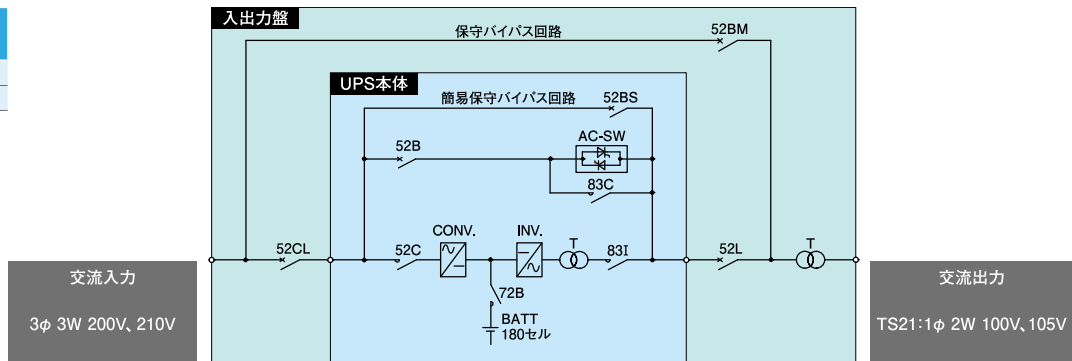 入出力盤
保守バイパス回路
52BM
UPS本体
簡易保守バイパス回路
52BS
52B
AC-SW
83C
52CL
52C
CONV.
INV.
T
83I
52L
T
72B
BATT
180セル
交流入力
3φ 3W 200V、210V
交流出力
TS21:1φ 2W 100V、105V